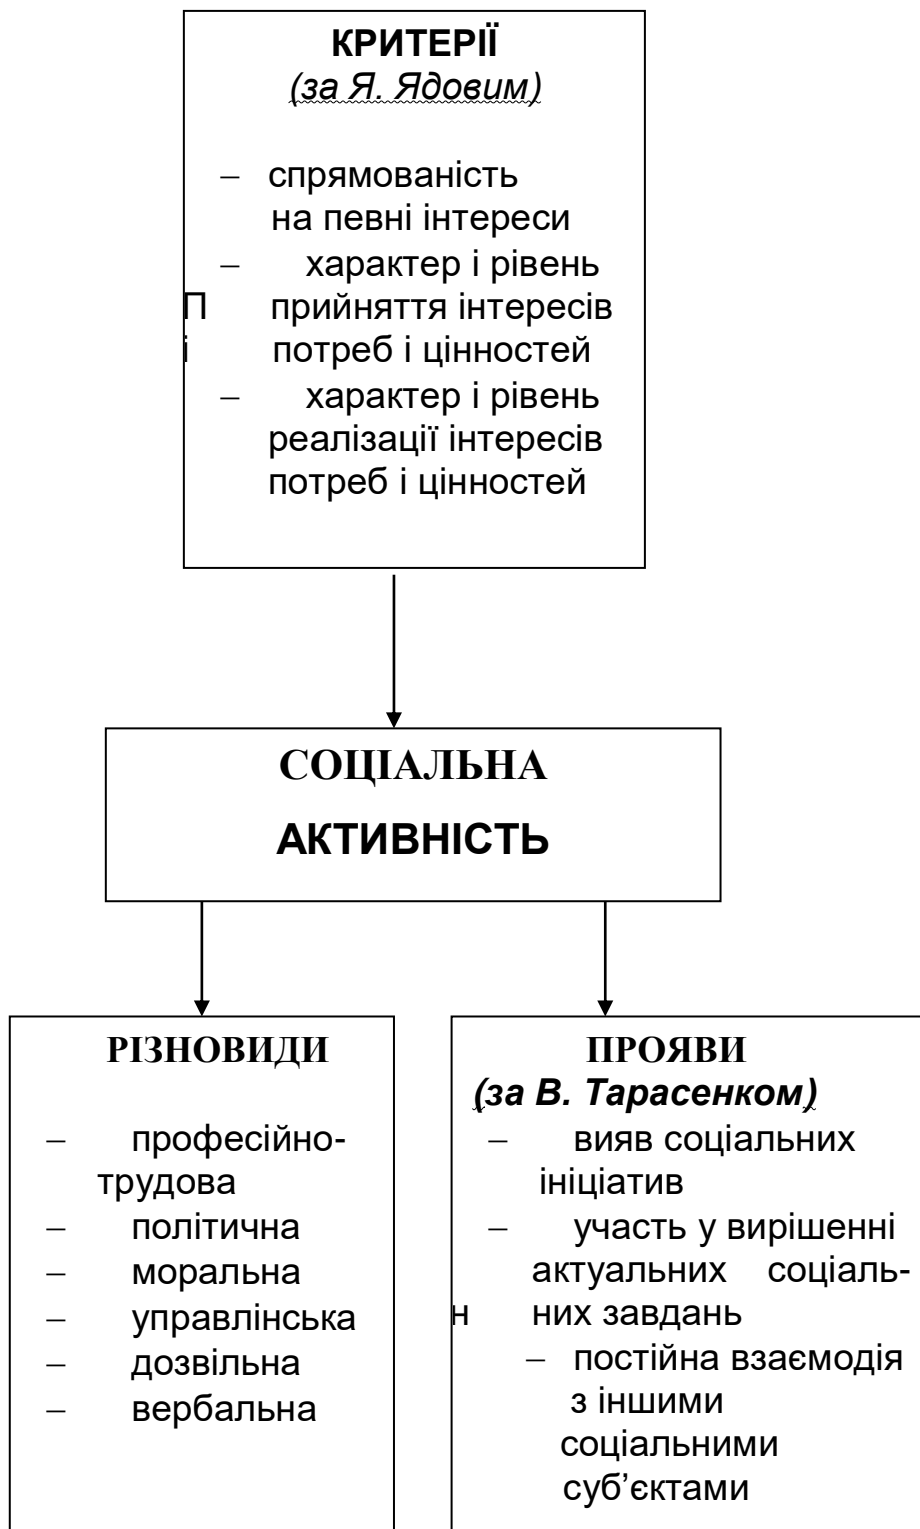 КРИТЕРІЇ
(за Я. Ядовим)
– спрямованість
на певні інтереси
– характер і рівень
П прийняття інтересів
і потреб і цінностей
– характер і рівень
реалізації інтересів
потреб і цінностей
СОЦІАЛЬНА
АКТИВНІСТЬ
РІЗНОВИДИ
– професійно-
трудова
– політична
– моральна
– управлінська
– дозвільна
– вербальна
ПРОЯВИ
(за В. Тарасенком)
– вияв соціальних
ініціатив
– участь у вирішенні
актуальних соціаль-
н них завдань
– постійна взаємодія
з іншими
соціальними
суб’єктами